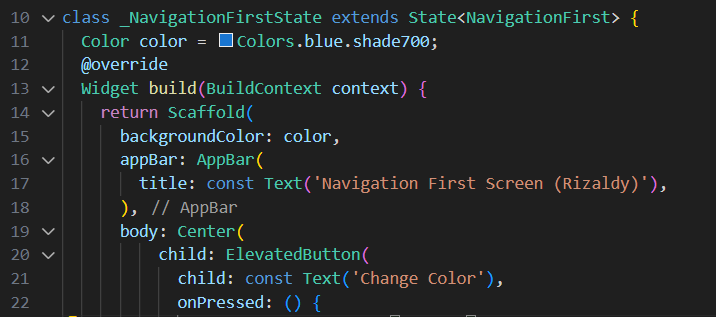 10 class _NavigationFirstState extends State<NavigationFirst> {
11 Color color = Colors.blue.shade700;
12 @override
13 Widget build(BuildContext context) {
14 return Scaffold(
15 backgroundColor: color,
16 appBar: AppBar(
17 title: const Text('Navigation First Screen (Rizaldy)'),
18 ), // AppBar
19 body: Center(
20 child: ElevatedButton(
21 child: const Text('Change Color'),
22 onPressed: () {